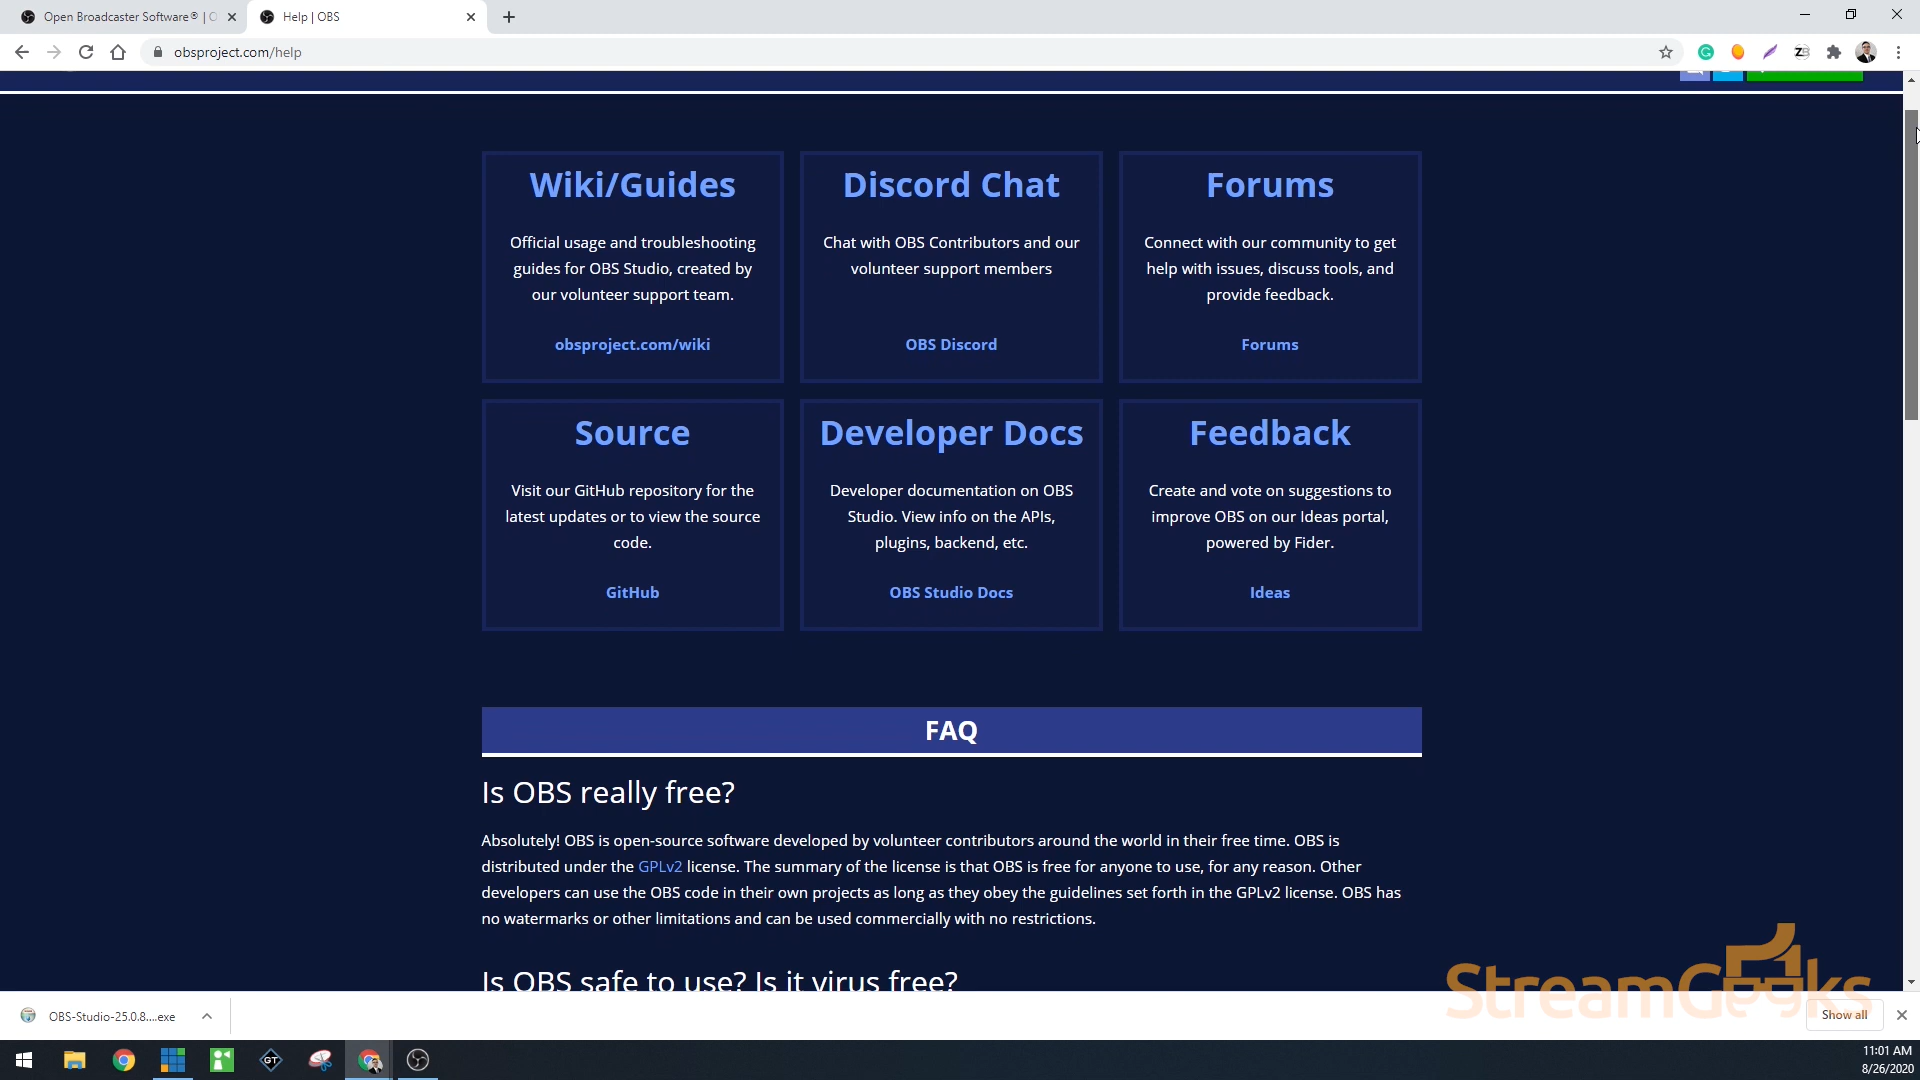 Open Broadcaster Software® | O
Help | OBS
obsproject.com/help
Wiki/Guides
Official usage and troubleshooting
guides for OBS Studio, created by
our volunteer support team.
obsproject.com/wiki
Discord Chat
Chat with OBS Contributors and our
volunteer support members
OBS Discord
Forums
Connect with our community to get
help with issues, discuss tools, and
provide feedback.
Forums
Source
Visit our GitHub repository for the
latest updates or to view the source
code.
GitHub
Developer Docs
Developer documentation on OBS
Studio. View info on the APIs,
plugins, backend, etc.
OBS Studio Docs
Feedback
Create and vote on suggestions to
improve OBS on our Ideas portal,
powered by Fider.
Ideas
FAQ
Is OBS really free?
Absolutely! OBS is open-source software developed by volunteer contributors around the world in their free time. OBS is
distributed under the GPLv2 license. The summary of the license is that OBS is free for anyone to use, for any reason. Other
developers can use the OBS code in their own projects as long as they obey the guidelines set forth in the GPLv2 license. OBS has
no watermarks or other limitations and can be used commercially with no restrictions.
Is OBS safe to use? Is it virus free?
StreamGeeks
OBS-Studio-25.0.8....exe
Show all
GT
11:01 AM
8/26/2020